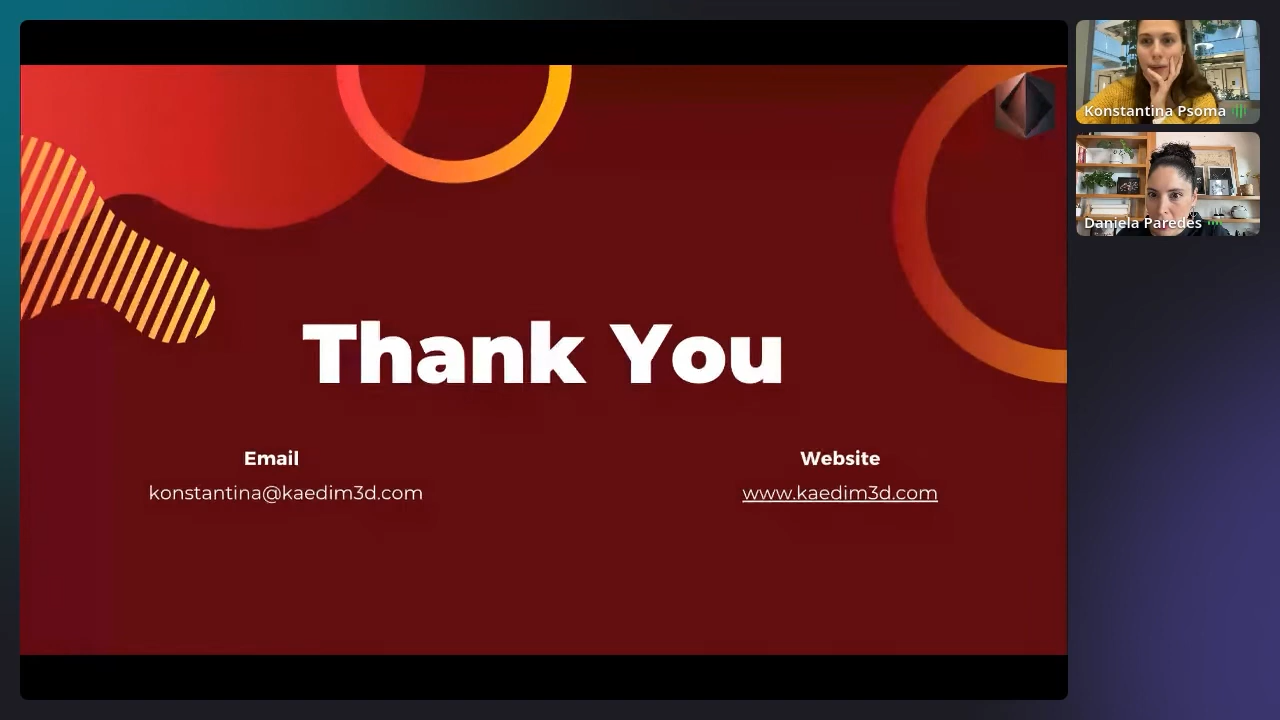 Thank You
Email
konstantina@kaedim3d.com
Website
www.kaedim3d.com
Konstantina Psoma
Daniela Paredes